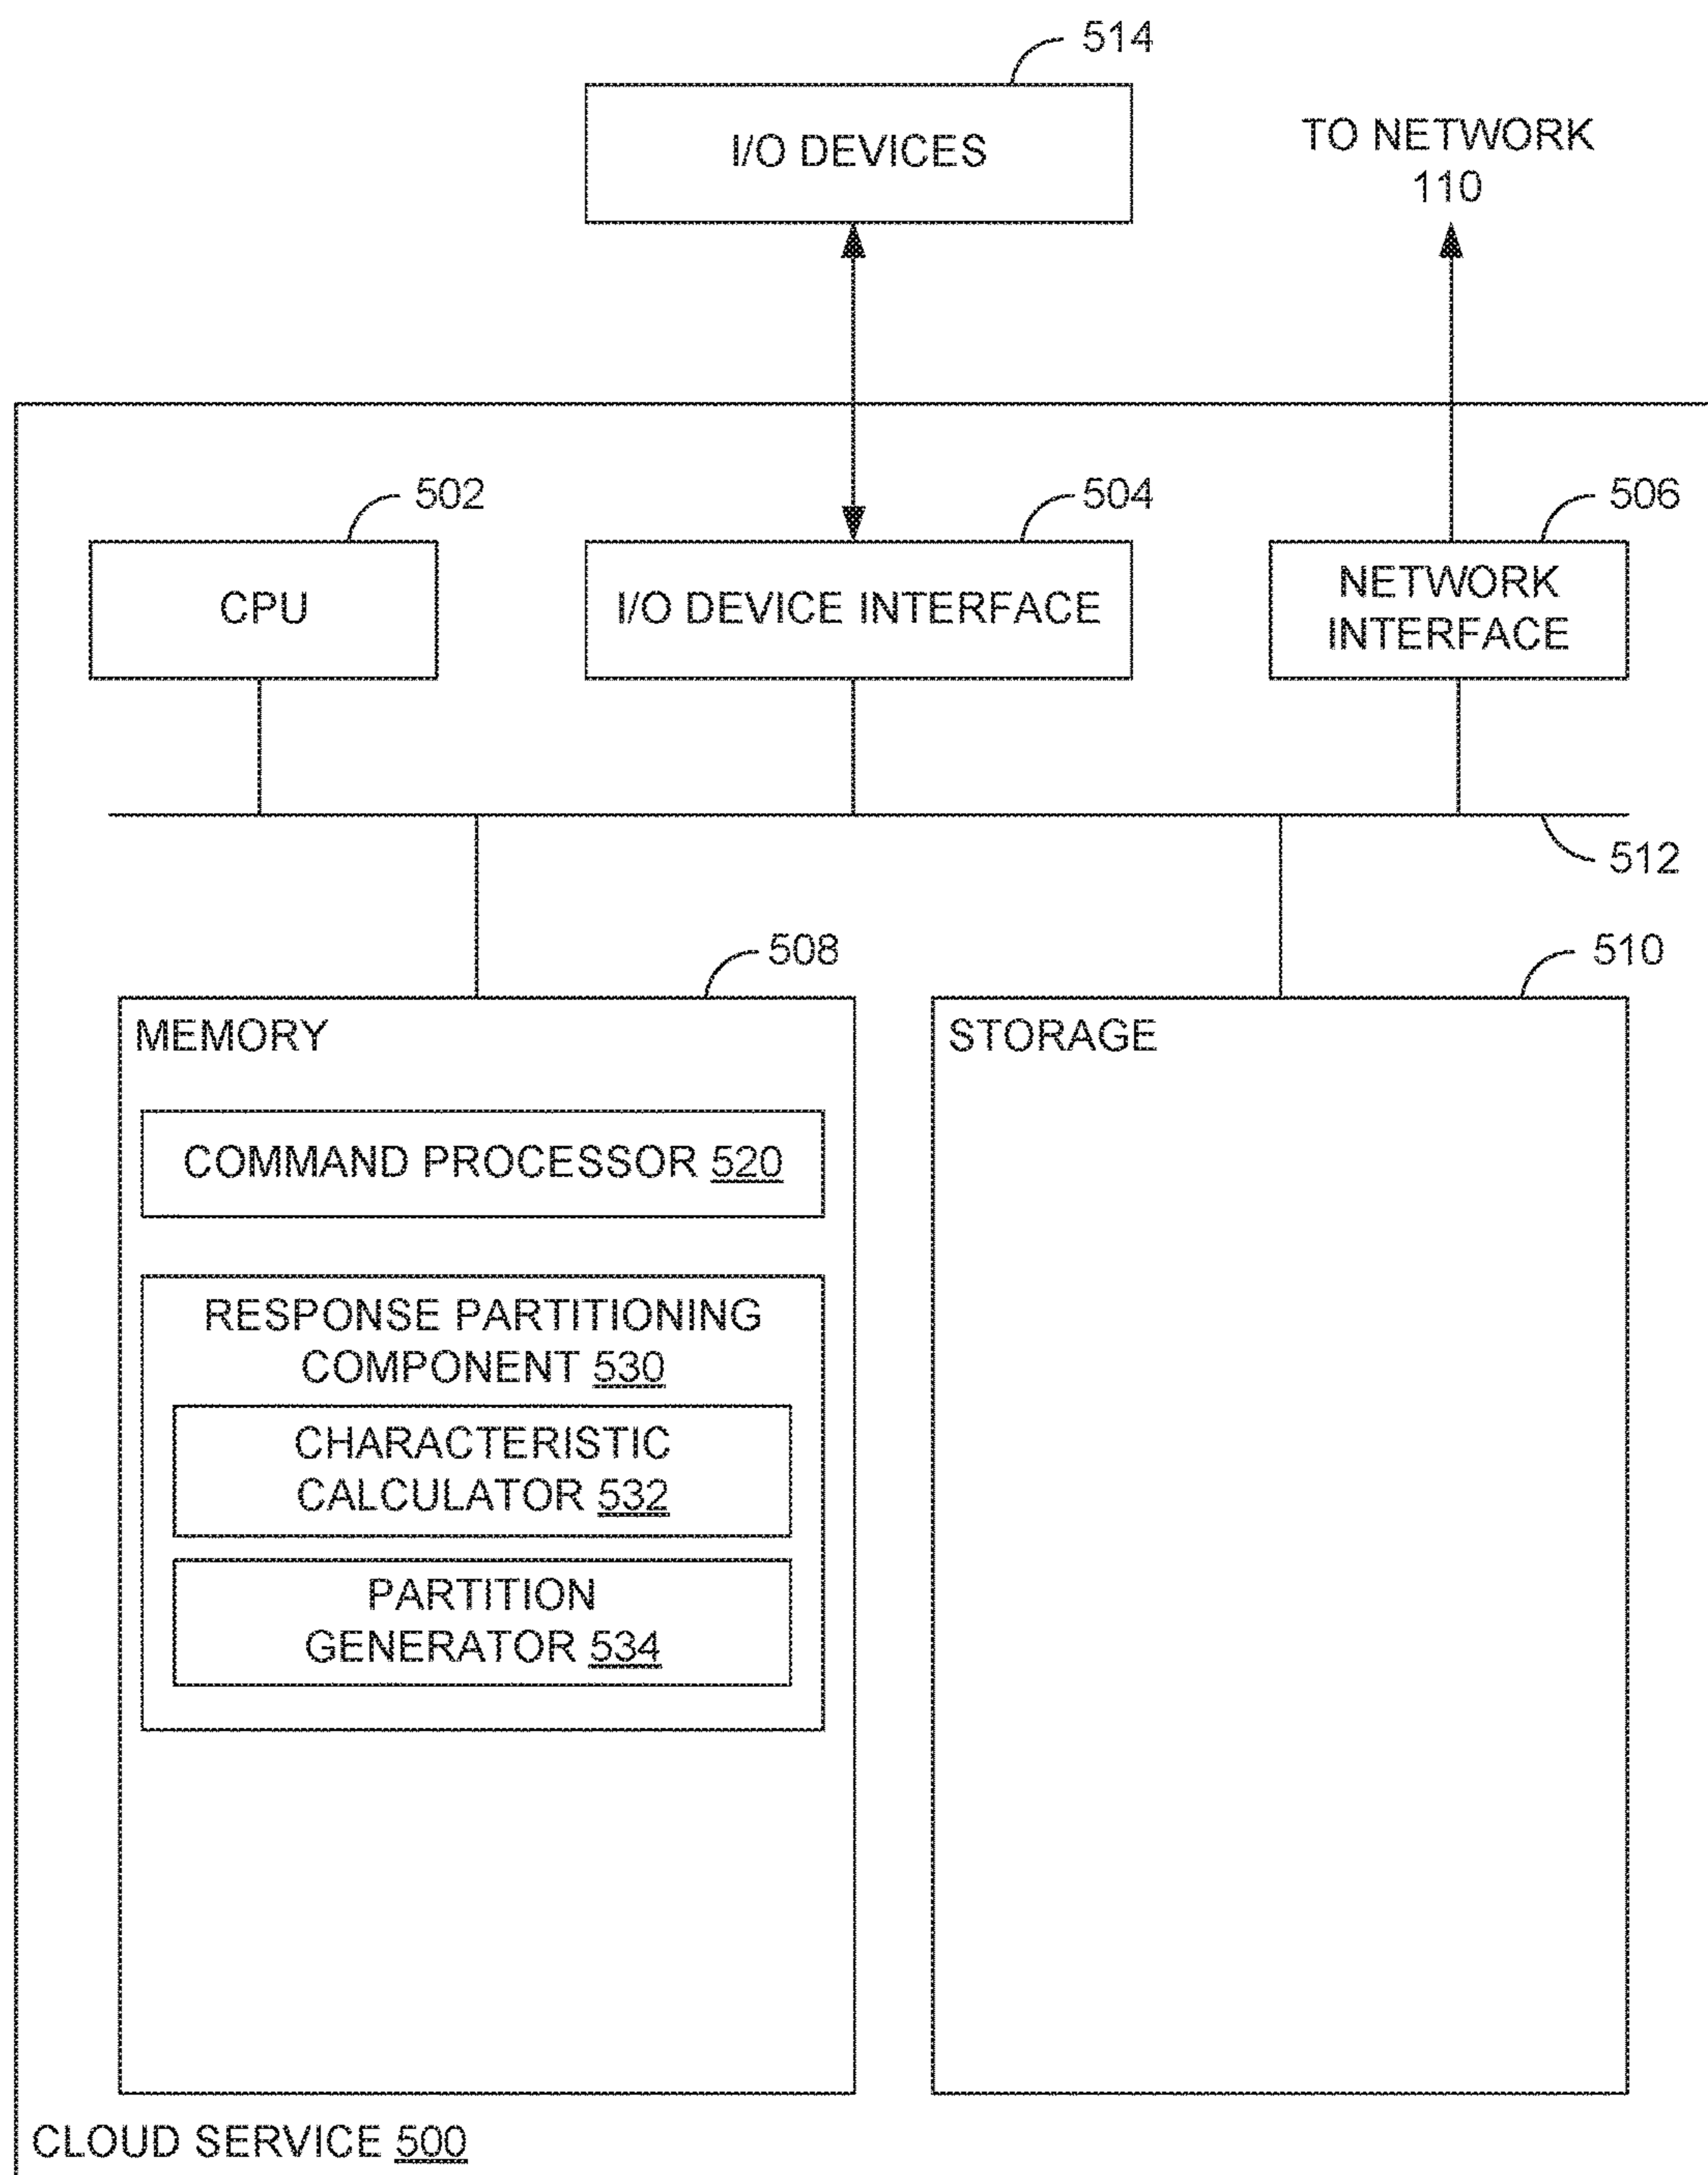 514
I/O DEVICES
TO NETWORK
110
502
504
506
CPU
I/O DEVICE INTERFACE
NETWORK
INTERFACE
512
508
510
MEMORY
STORAGE
COMMAND PROCESSOR 520
RESPONSE PARTITIONING
COMPONENT 530
CHARACTERISTIC
CALCULATOR 532
PARTITION
GENERATOR 534
CLOUD SERVICE 500